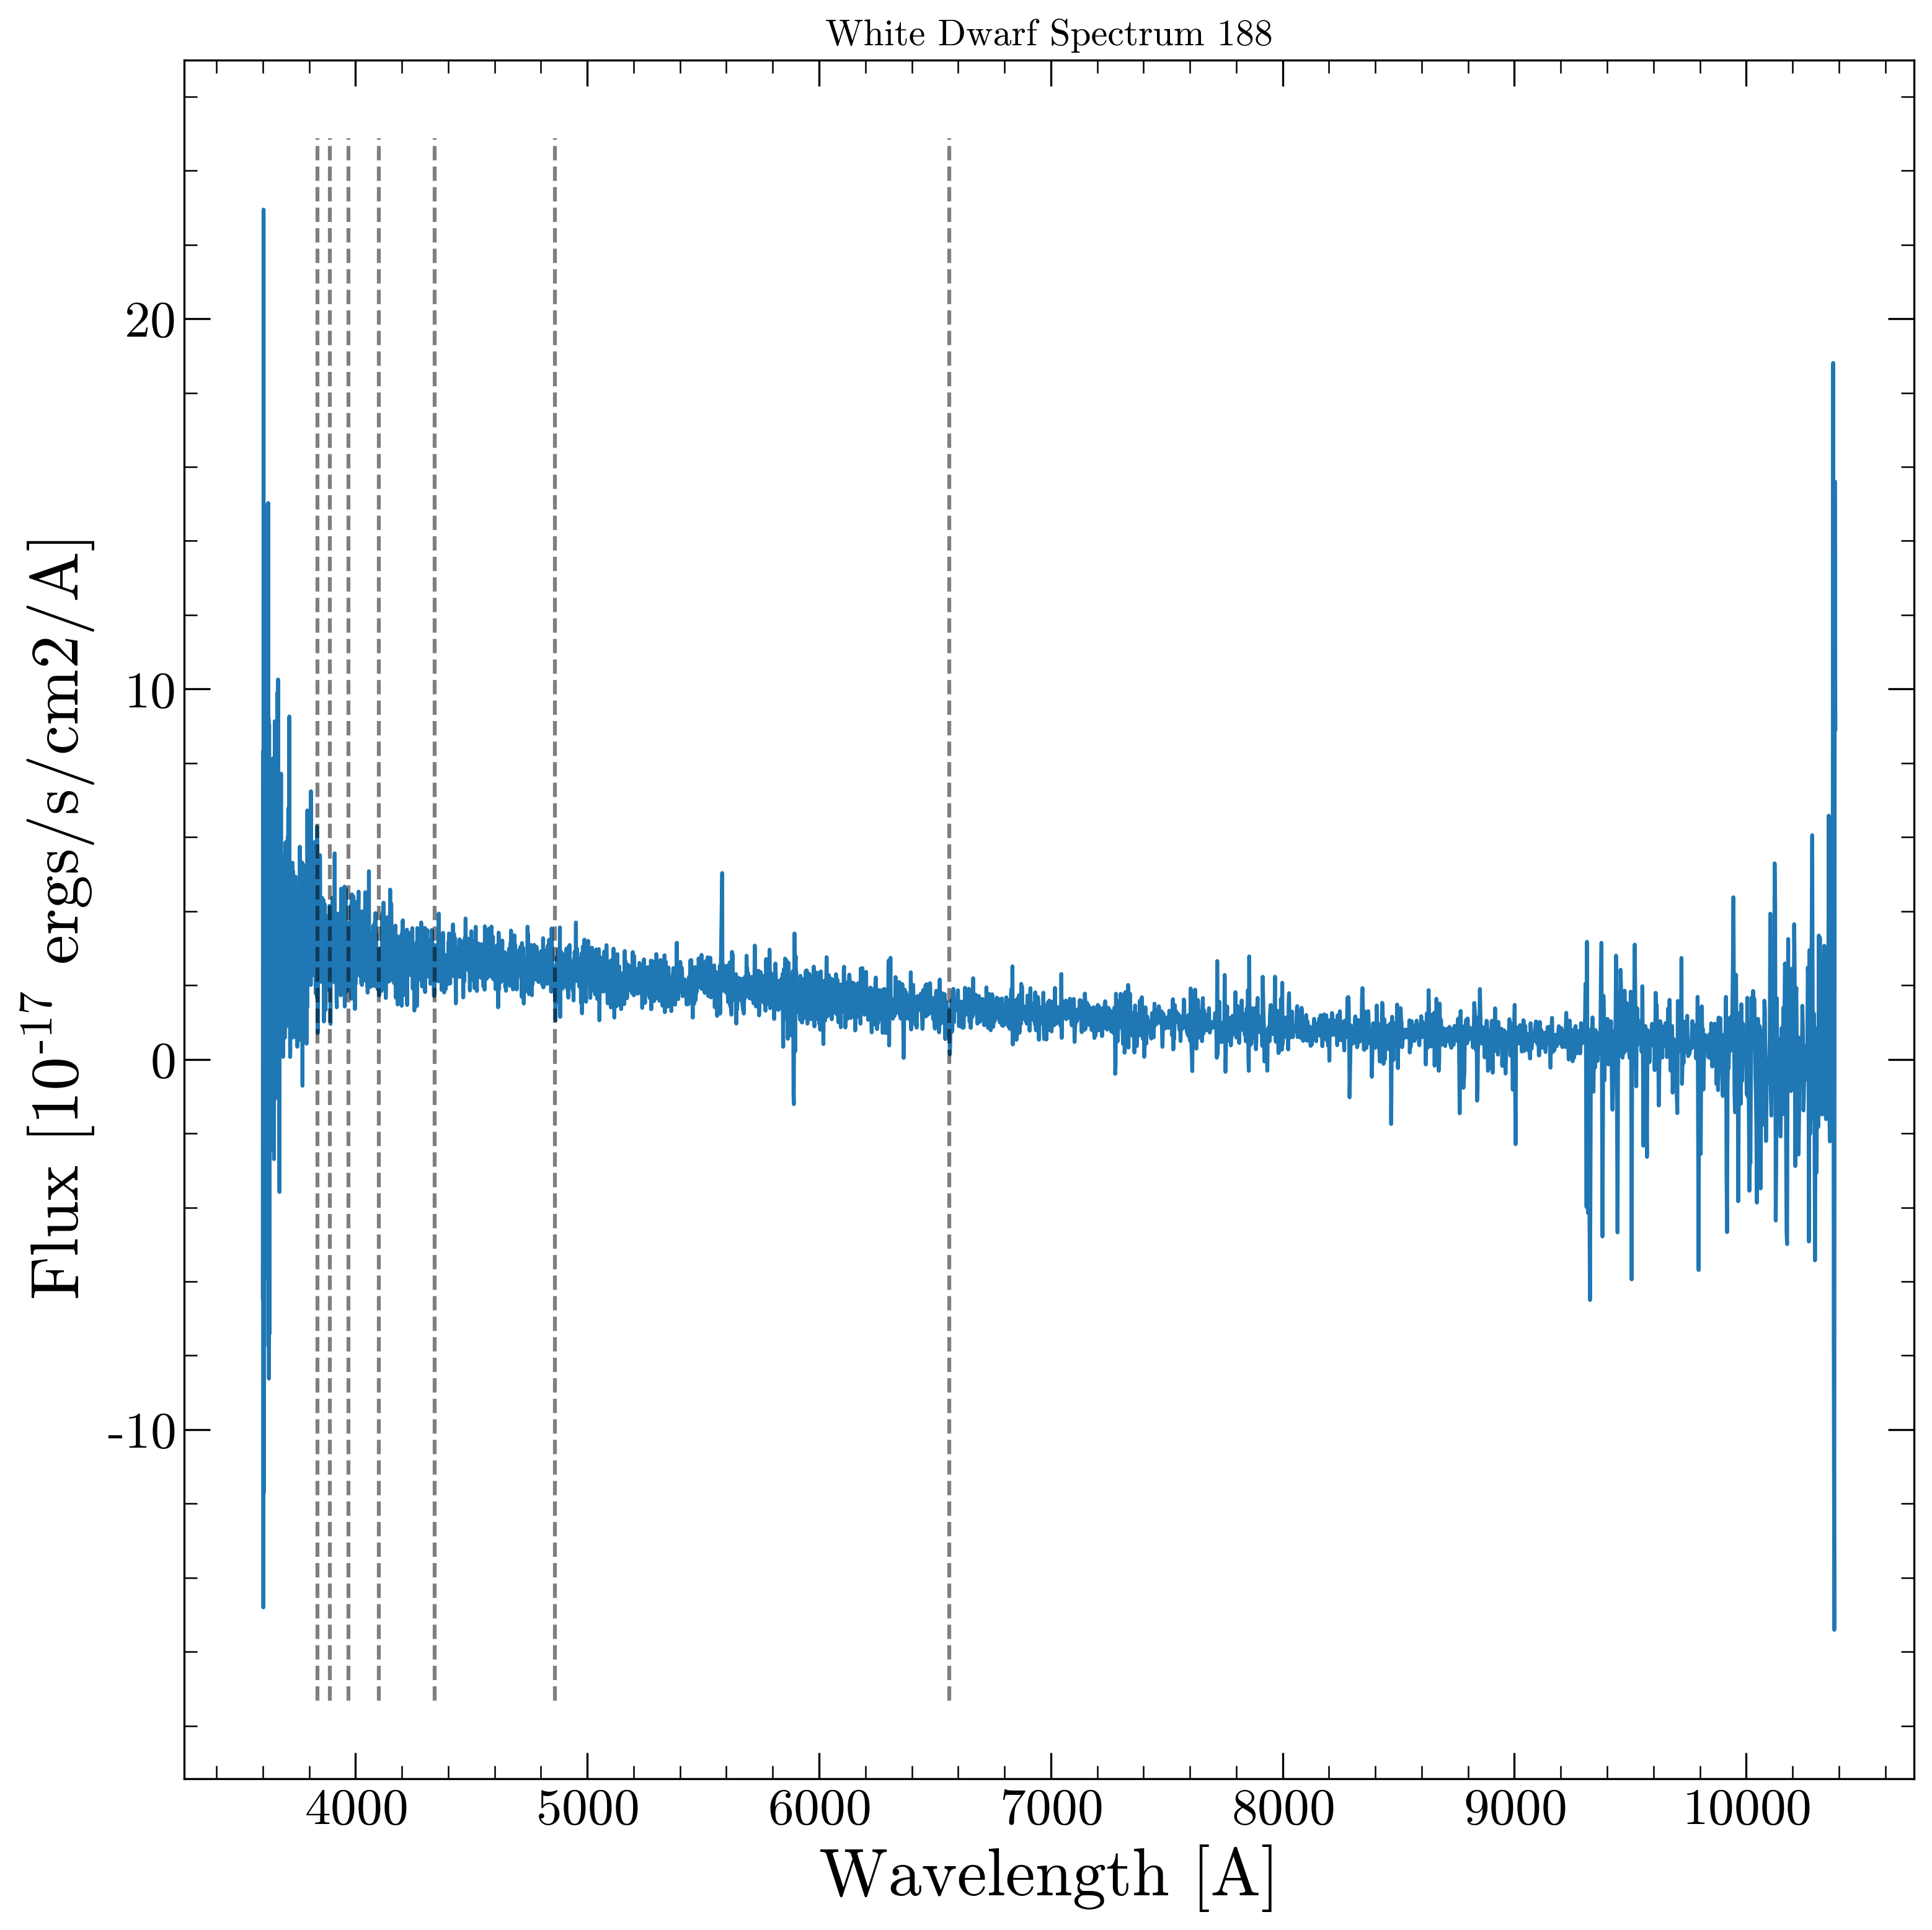 White Dwarf Spectrum 188
Flux [10-17 ergs/s/cm2/A]
20
10
0
-10
4000 5000 6000 7000 8000 9000 10000
Wavelength [A]